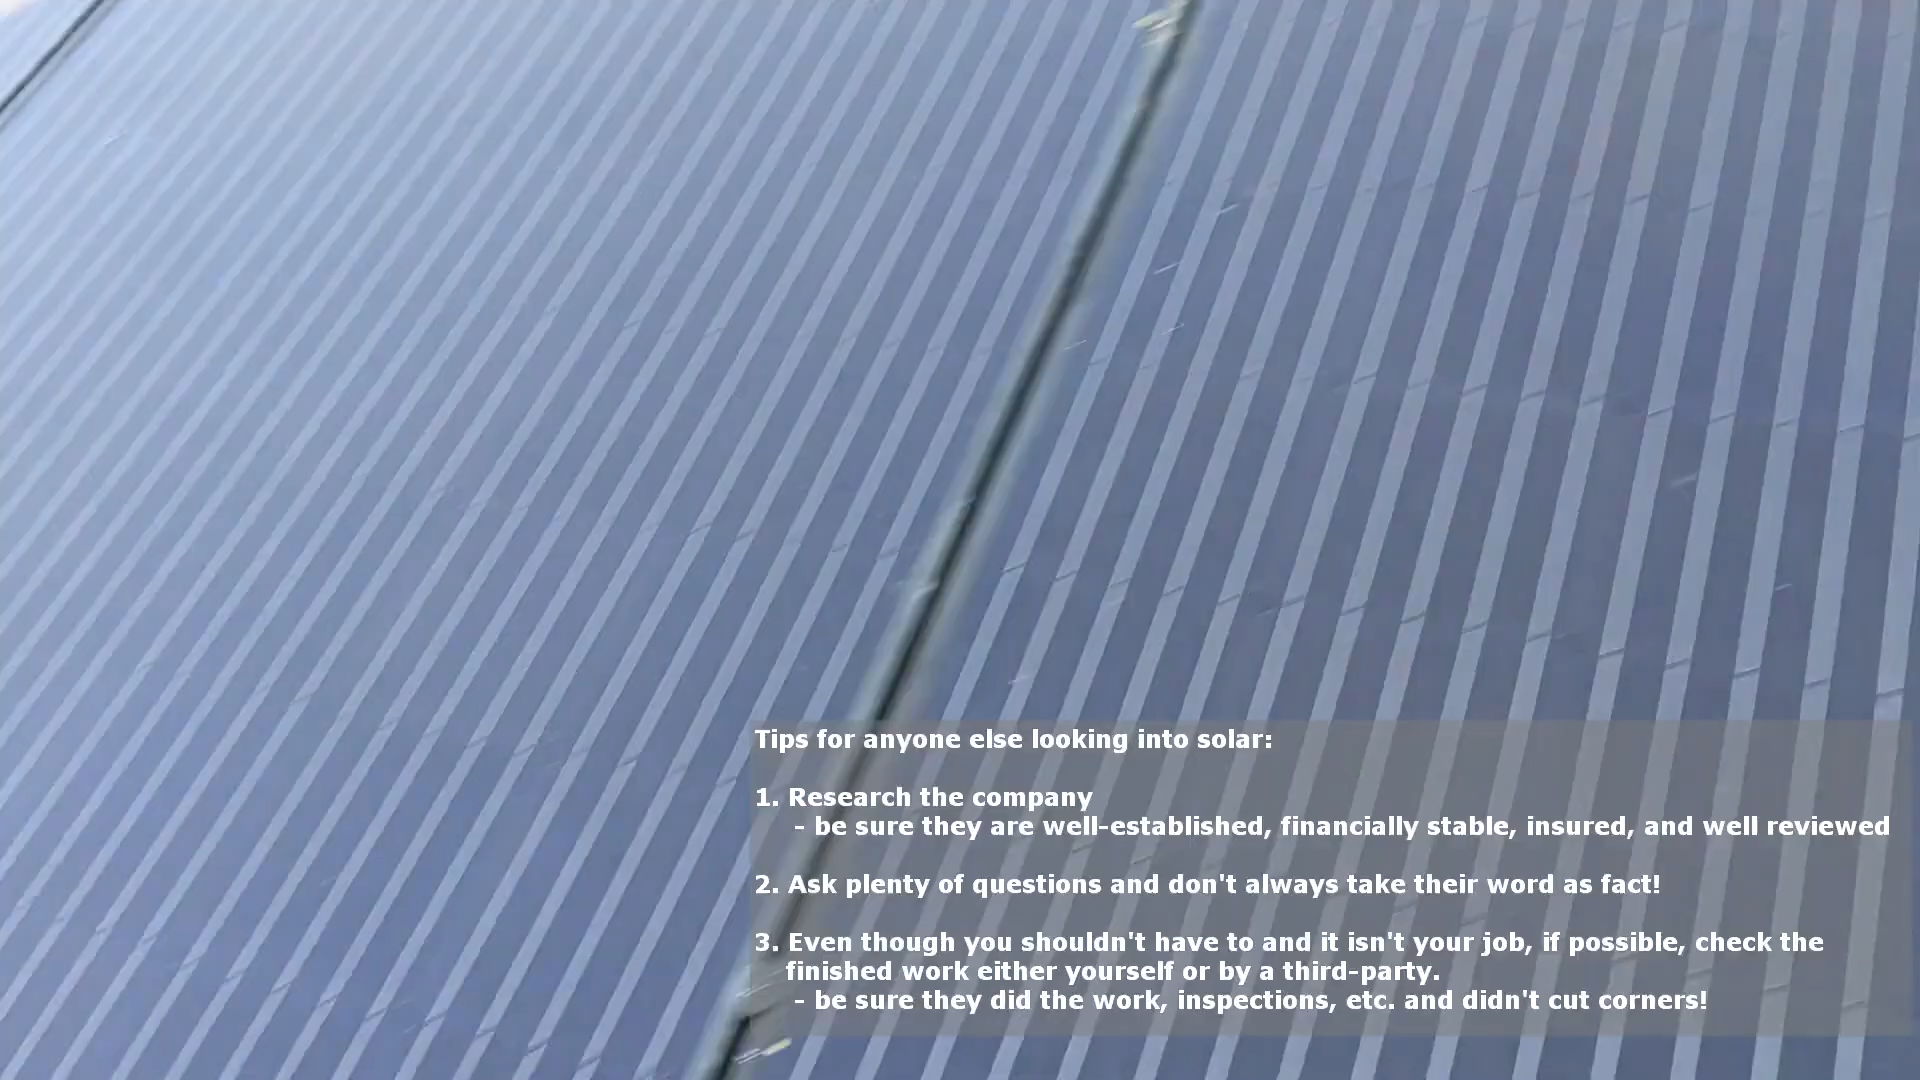 Tips for anyone else looking into solar:
1. Research the company
- be sure they are well-established, financially stable, insured, and well reviewed
2. Ask plenty of questions and don't always take their word as fact!
3. Even though you shouldn't have to and it isn't your job, if possible, check the
finished work either yourself or by a third-party.
- be sure they did the work, inspections, etc. and didn't cut corners!